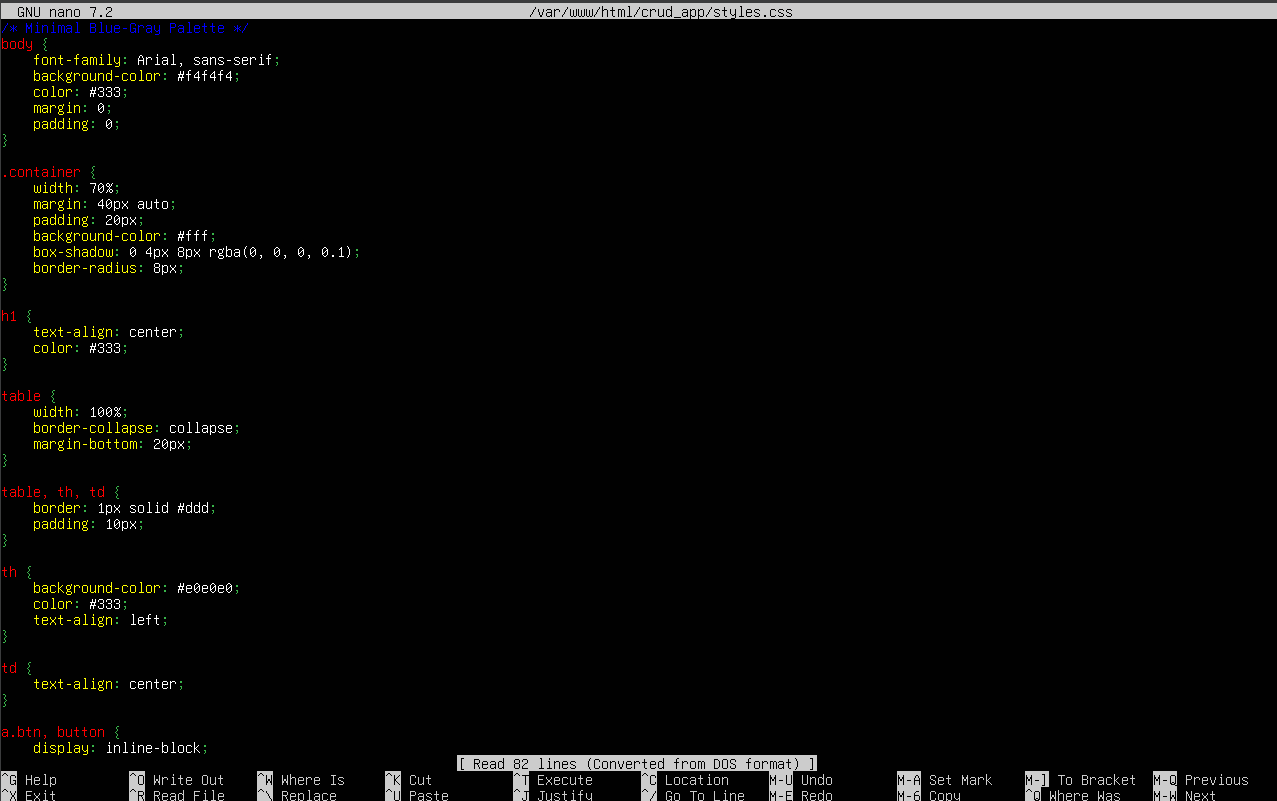 GNU nano 7.2 /var/www/html/crud_app/styles.css
/* Minimal Blue-Gray Palette */
body {
    font-family: Arial, sans-serif;
    background-color: #f4f4f4;
    color: #333;
    margin: 0;
    padding: 0;
}

.container {
    width: 70%;
    margin: 40px auto;
    padding: 20px;
    background-color: #fff;
    box-shadow: 0 4px 8px rgba(0, 0, 0, 0.1);
    border-radius: 8px;
}

h1 {
    text-align: center;
    color: #333;
}

table {
    width: 100%;
    border-collapse: collapse;
    margin-bottom: 20px;
}

table, th, td {
    border: 1px solid #ddd;
    padding: 10px;
}

th {
    background-color: #e0e0e0;
    color: #333;
    text-align: left;
}

td {
    text-align: center;
}

a.btn, button {
    display: inline-block;
[ Read 82 lines (Converted from DOS format) ]
^G Help ^O Write Out ^W Where Is ^K Cut ^T Execute ^C Location M-U Undo M-A Set Mark M-] To Bracket M-Q Previous
^X Exit ^R Read File ^\ Replace ^U Paste ^J Justify ^/ Go To Line M-E Redo M-6 Copy ^Q Where Was M-W Next